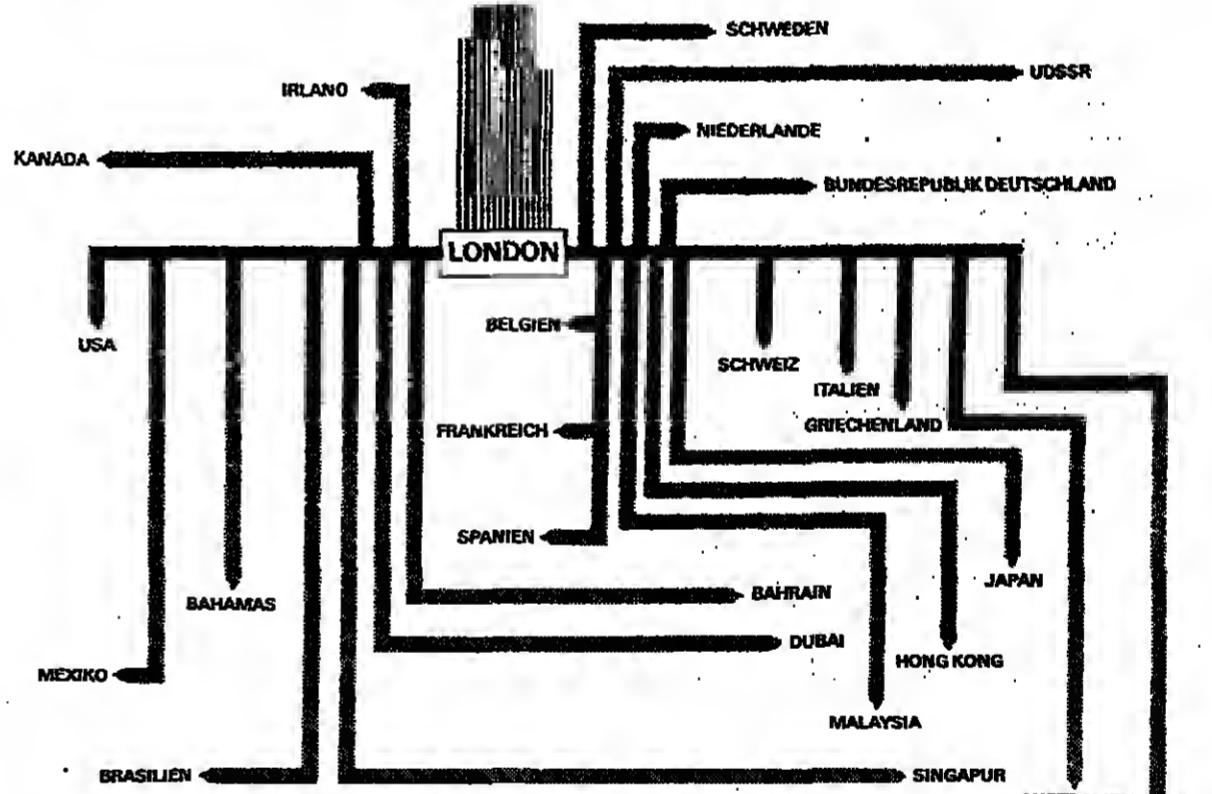 SCHWEDEN
UDSSR
IRLAND
NIEDERLANDE
KANADA
BUNDESREPUBLIK DEUTSCHLAND
LONDON
BELGIEN
USA
SCHWEIZ
ITALIEN
FRANKREICH
GRIECHENLAND
SPANIEN
JAPAN
BAHAMAS
BAHRAIN
DUBAI
HONG KONG
MEXIKO
MALAYSIA
BRASILIEN
SINGAPUR